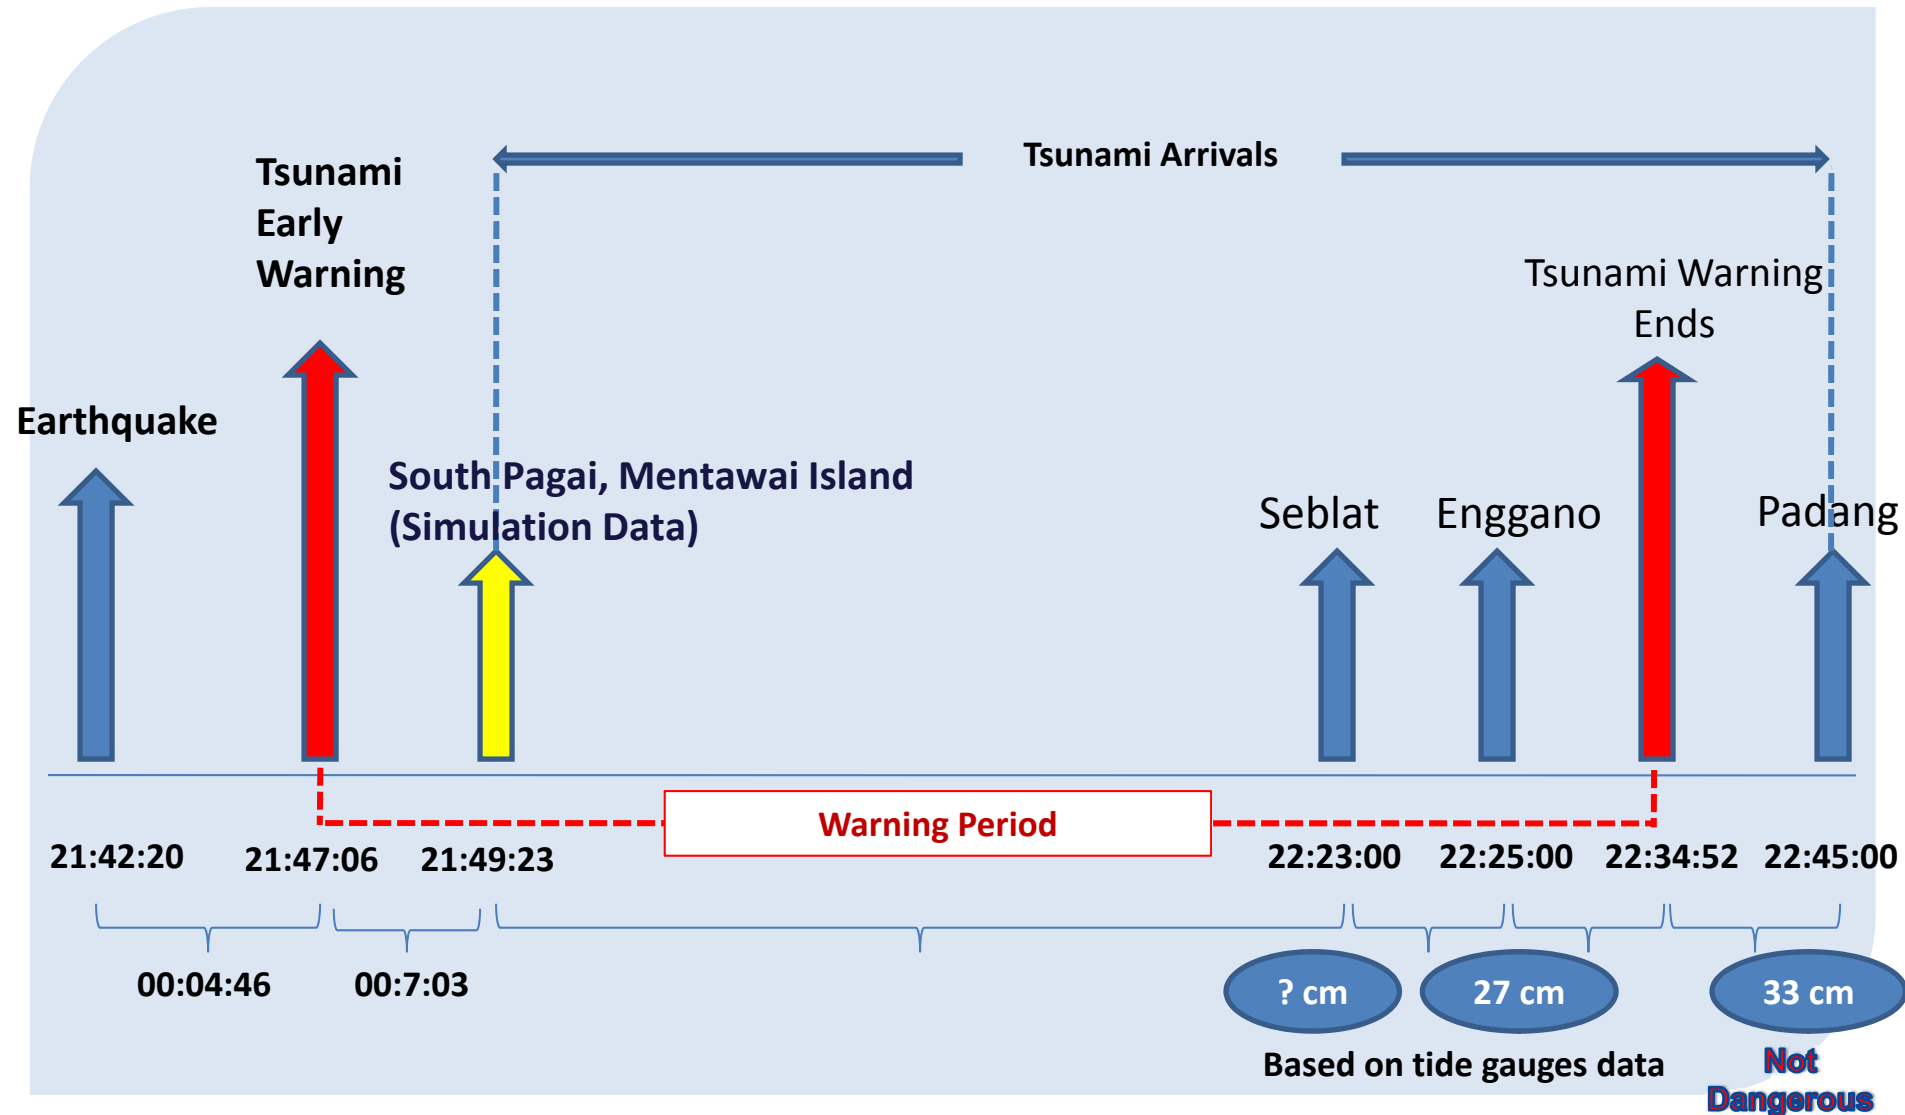 Tsunami Arrivals
Tsunami
Early
Warning
Tsunami Warning
Ends
Earthquake
South Pagai, Mentawai Island
(Simulation Data)
Seblat
Enggano
Padang
Warning Period
21:42:20
21:47:06
21:49:23
22:23:00
22:25:00
22:34:52
22:45:00
00:04:46
00:7:03
? cm
27 cm
33 cm
Based on tide gauges data
Not
Dangerous